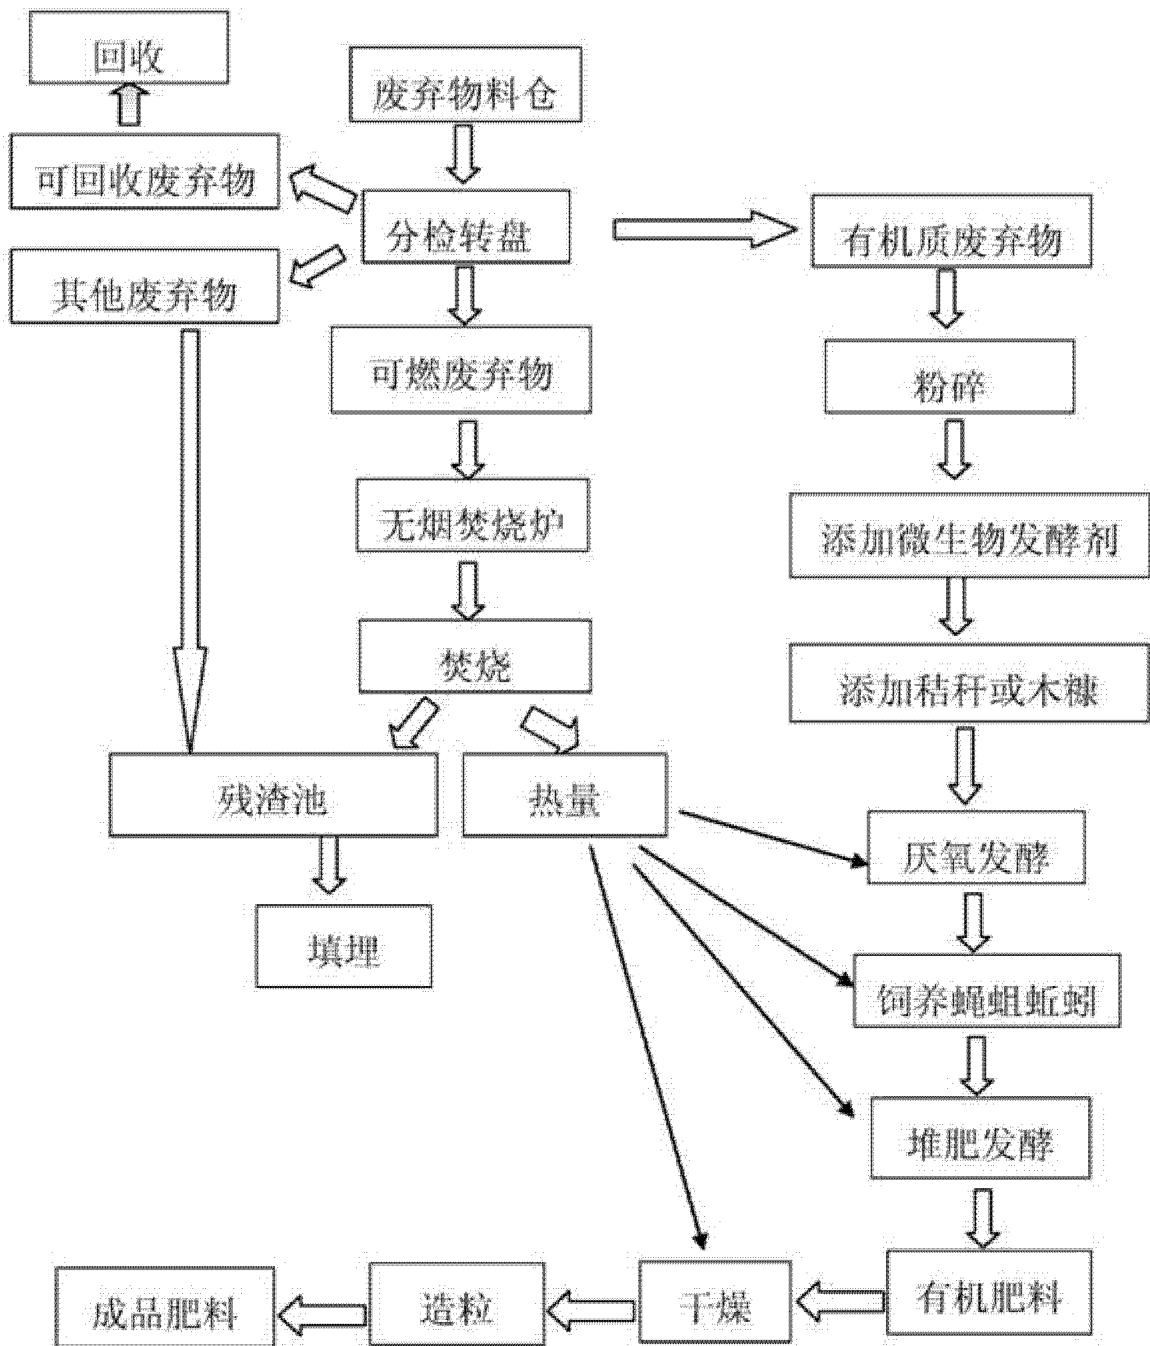 回收
废弃物料仓
可回收废弃物
分检转盘
有机质废弃物
其他废弃物
可燃废弃物
粉碎
无烟焚烧炉
添加微生物发酵剂
焚烧
添加秸秆或木糠
残渣池
热量
厌氧发酵
填埋
饲养蝇蛆蚯蚓
堆肥发酵
有机肥料
干燥
造粒
成品肥料